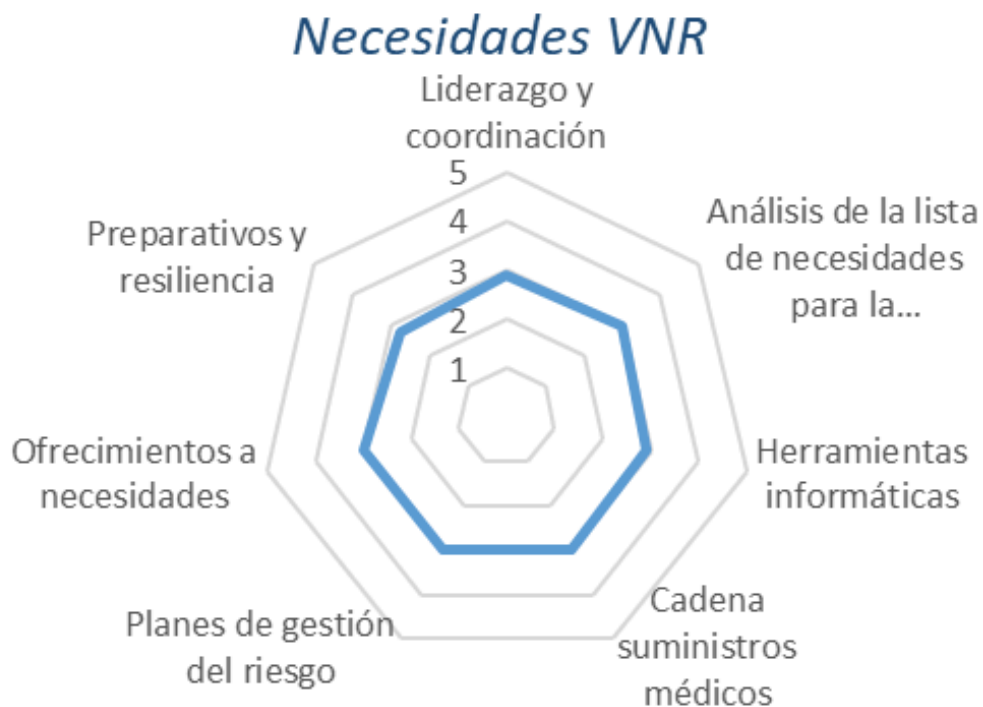 Necesidades VNR
Liderazgo y
coordinación
5
4
3
2
1
Análisis de la lista
de necesidades
para la...
Herramientas
informáticas
Cadena
suministros
médicos
Planes de gestión
del riesgo
Ofrecimientos a
necesidades
Preparativos y
resiliencia